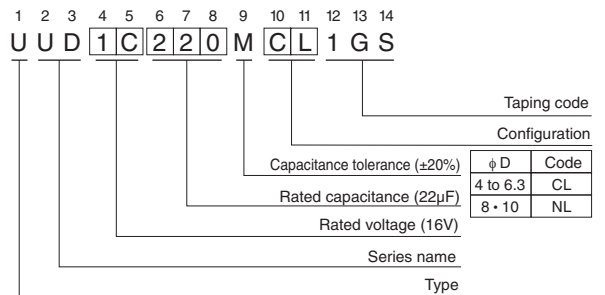 1 2 3 4 5 6 7 8 9 10 11 12 13 14
U U D 1 C 2 2 0 M C L 1 G S
Taping code
Configuration
ϕ D Code
4 to 6.3 CL
8 • 10 NL
Capacitance tolerance (±20%)
Rated capacitance (22µF)
Rated voltage (16V)
Series name
Type